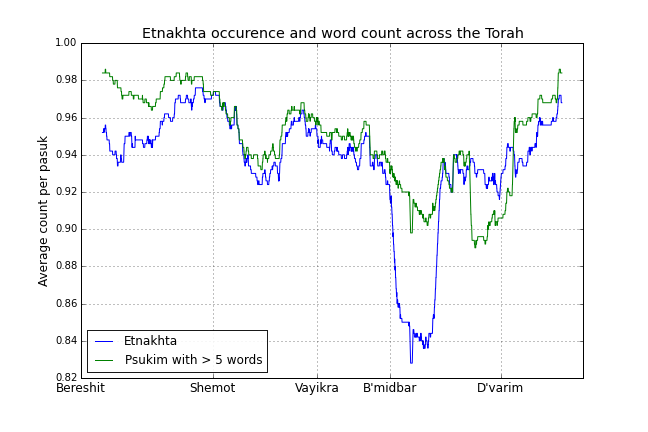 Etnakhta occurence and word count across the Torah
1.00
0.98
0.96
0.94
0.92
0.90
0.88
0.86
0.84
0.82
Average count per pasuk
Etnakhta
Psukim with > 5 words
Bereshit Shemot Vayikra B'midbar D'varim